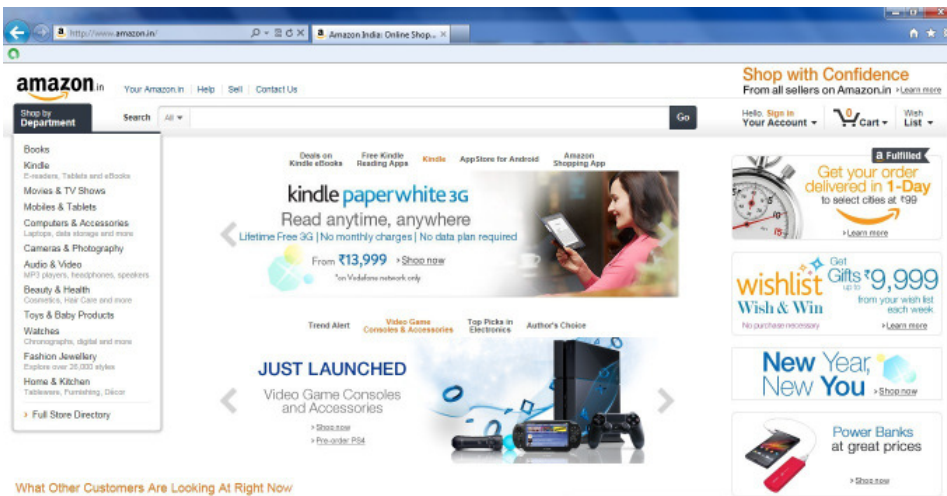 http://www.amazon.in/
Amazon India: Online Shop...
amazon.in
Your Amazon.in
Help
Sell
Contact Us
Shop with Confidence
From all sellers on Amazon.in
Learn more
Shop by
Department
Search
All
Go
Hello. Sign in
Your Account
0
Cart
Wish
List
Books
Kindle
E-readers, Tablets and eBooks
Movies & TV Shows
Mobiles & Tablets
Computers & Accessories
Laptops, data storage and more
Cameras & Photography
Audio & Video
MP3 players, headphones, speakers
Beauty & Health
Cosmetics, Hair Care and more
Toys & Baby Products
Watches
Chronographs, digital and more
Fashion Jewellery
Explore over 26,000 styles
Home & Kitchen
Tableware, Furnishing, Décor
Full Store Directory
Deals on
Kindle eBooks
Free Kindle
Reading Apps
Kindle
AppStore for Android
Amazon
Shopping App
kindle paperwhite 3G
Read anytime, anywhere
Lifetime Free 3G | No monthly charges | No data plan required
From ₹13,999
Shop now
*on Vodafone network only
Trend Alert
Video Game
Consoles & Accessories
Top Picks in
Electronics
Author's Choice
JUST LAUNCHED
Video Game Consoles
and Accessories
Shop now
Pre-order PS4
a Fulfilled
Get your order
delivered in 1-Day
to select cities at ₹99
Learn more
wishlist
Wish & Win
No purchase necessary
Get
Gifts
up to
₹9,999
from your wish list
each week
Learn more
New Year,
New You
Shop now
Power Banks
at great prices
Shop now
What Other Customers Are Looking At Right Now